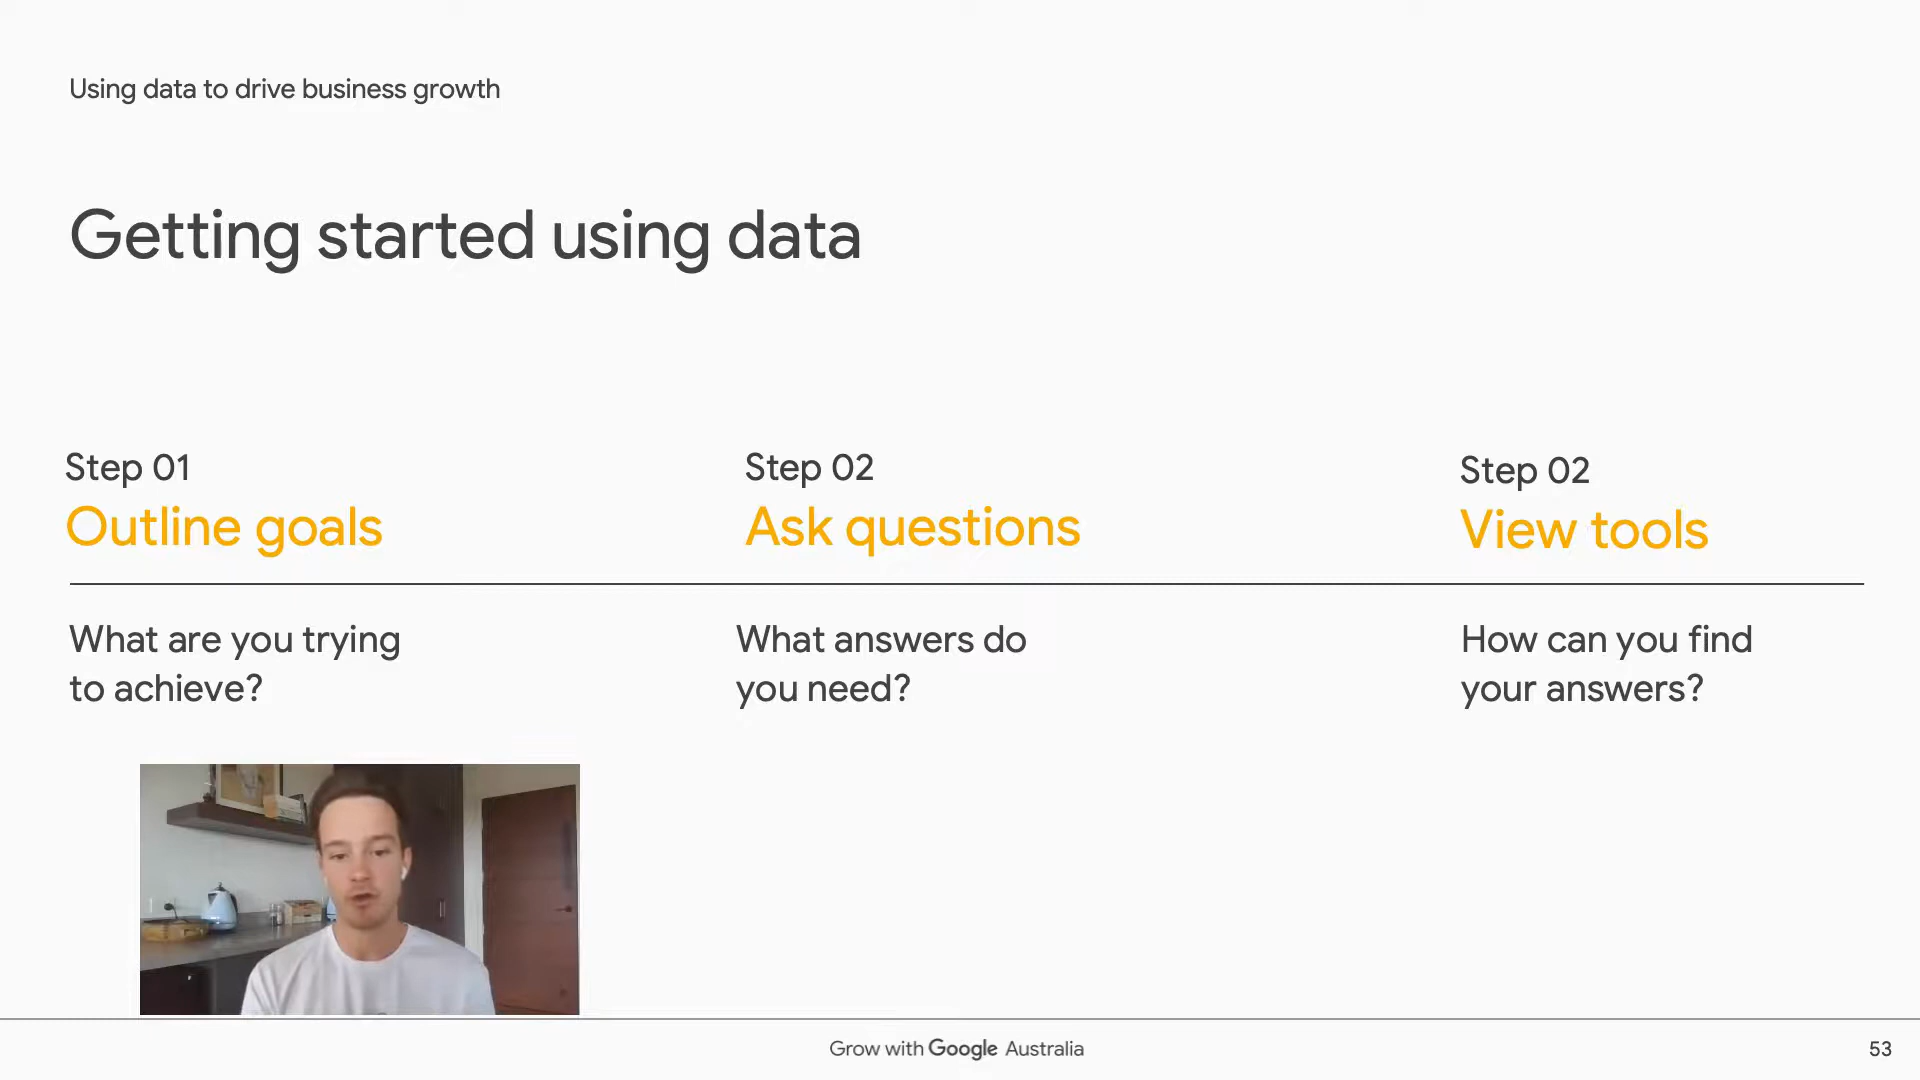 Using data to drive business growth
Getting started using data
Step 01
Outline goals
What are you trying
to achieve?
Step 02
Ask questions
What answers do
you need?
Step 02
View tools
How can you find
your answers?
Grow with Google Australia
53